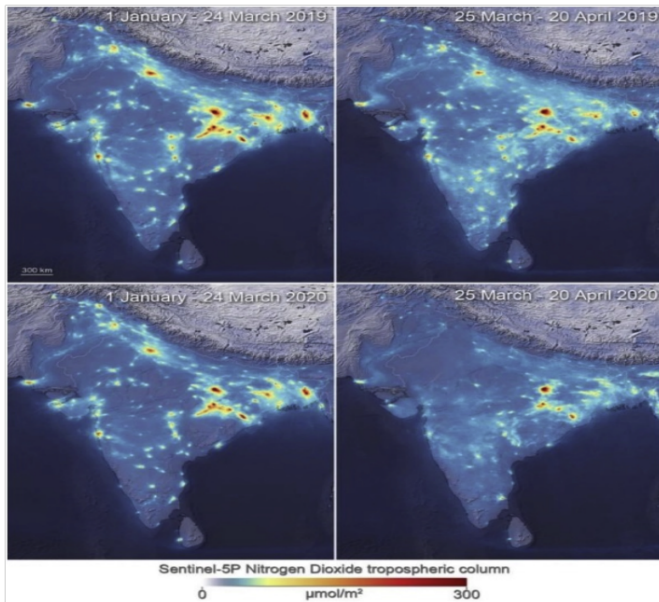 1 January - 24 March 2019
25 March - 20 April 2019
300 km
1 January - 24 March 2020
25 March - 20 April 2020
Sentinel-5P Nitrogen Dioxide tropospheric column
0
300
µmol/m²